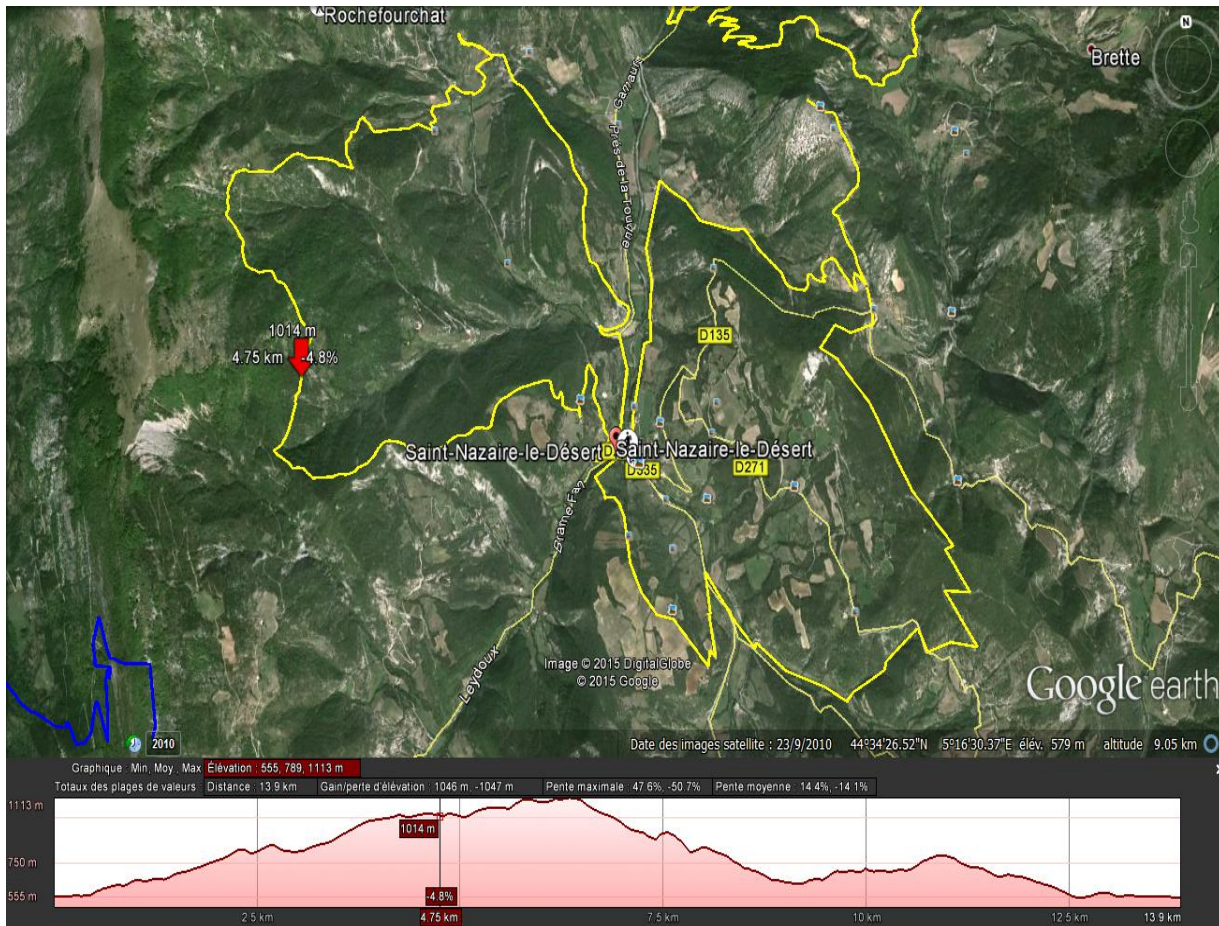 Rochefourchat
Brette
N
Gamaury
Prés-de-la Touche
1014 m
4.75 km -4.8%
D135
Saint-Nazaire-le-Désert
Saint-Nazaire-le-Désert
D271
Brame
Leydoux
Image © 2015 DigitalGlobe
© 2015 Google
Google earth
2010
Date des images satellite : 23/9/2010 44°34'26.52"N 5°16'30.37"E élév. 579 m altitude 9.05 km
Graphique : Min, Moy., Max Élévation : 555, 789, 1113 m
Totaux des plages de valeurs Distance : 13.9 km Gain/perte d'élévation : 1046 m, -1047 m Pente maximale : 47.6%, -50.7% Pente moyenne : 14.4%, -14.1%
1113 m
1014 m
750 m
555 m
-4.8%
2.5 km 4.75 km 7.5 km 10 km 12.5 km 13.9 km